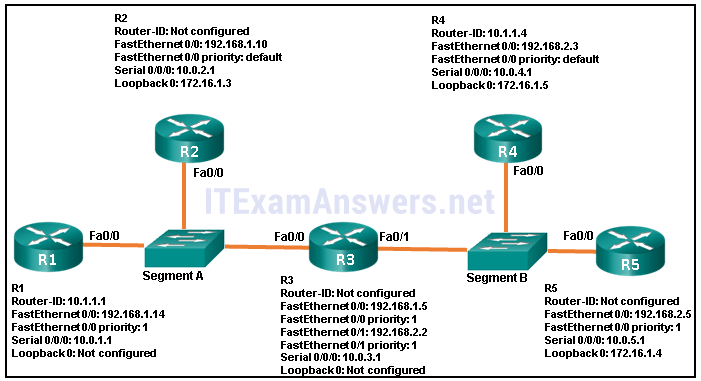 R2
Router-ID: Not configured
FastEthernet 0/0: 192.168.1.10
FastEthernet 0/0 priority: default
Serial 0/0/0: 10.0.2.1
Loopback 0: 172.16.1.3
R4
Router-ID: 10.1.1.4
FastEthernet 0/0: 192.168.2.3
FastEthernet 0/0 priority: default
Serial 0/0/0: 10.0.4.1
Loopback 0: 172.16.1.5
R2
R4
Fa0/0
Fa0/0
ITExamAnswers.net
R1
Fa0/0
Segment A
Fa0/0
R3
Fa0/1
Segment B
Fa0/0
R5
R1
Router-ID: 10.1.1.1
FastEthernet 0/0: 192.168.1.14
FastEthernet 0/0 priority: 1
Serial 0/0/0: 10.0.1.1
Loopback 0: Not configured
R3
Router-ID: Not configured
FastEthernet 0/0: 192.168.1.5
FastEthernet 0/0 priority: 1
FastEthernet 0/1: 192.168.2.2
FastEthernet 0/1 priority: 1
Serial 0/0/0: 10.0.3.1
Loopback 0: Not configured
R5
Router-ID: Not configured
FastEthernet 0/0: 192.168.2.5
FastEthernet 0/0 priority: 1
Serial 0/0/0: 10.0.5.1
Loopback 0: 172.16.1.4